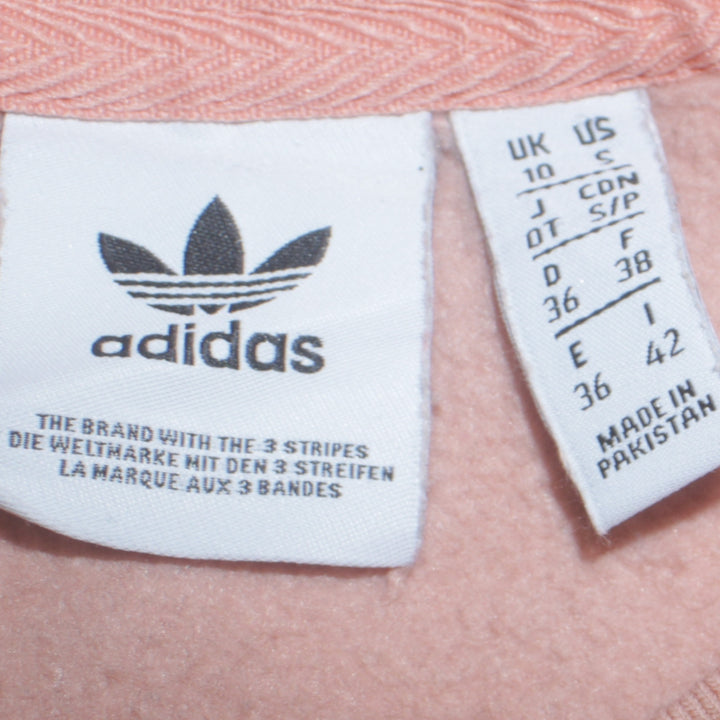 adidas
THE BRAND WITH THE 3 STRIPES
DIE WELTMARKE MIT DEN 3 STREIFEN
LA MARQUE AUX 3 BANDES
UK US
10 S
J CDN
OT S/P
D F
36 38
E I
36 42
MADE IN
PAKISTAN